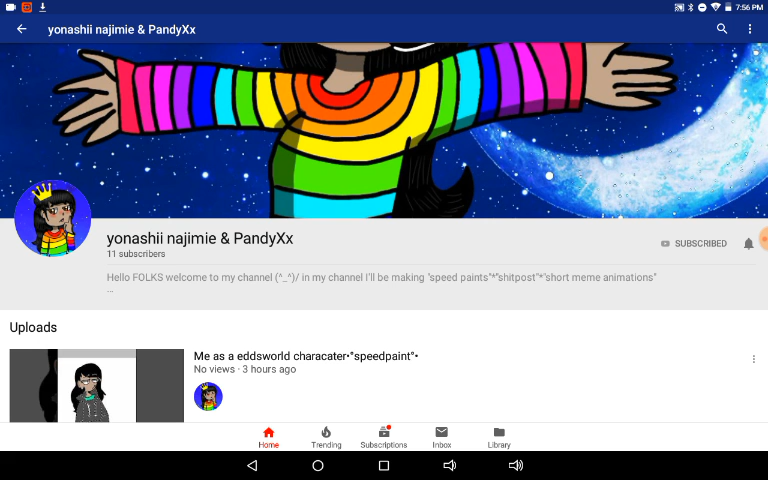 7:56 PM
yonashii najimie & PandyXx
yonashii najimie & PandyXx
11 subscribers
SUBSCRIBED
Hello FOLKS welcome to my channel (^_^)/ in my channel I'll be making "speed paints"*"shitpost"*"short meme animations"
...
Uploads
Me as a eddsworld characater•°speedpaint°•
No views · 3 hours ago
Home
Trending
Subscriptions
Inbox
Library